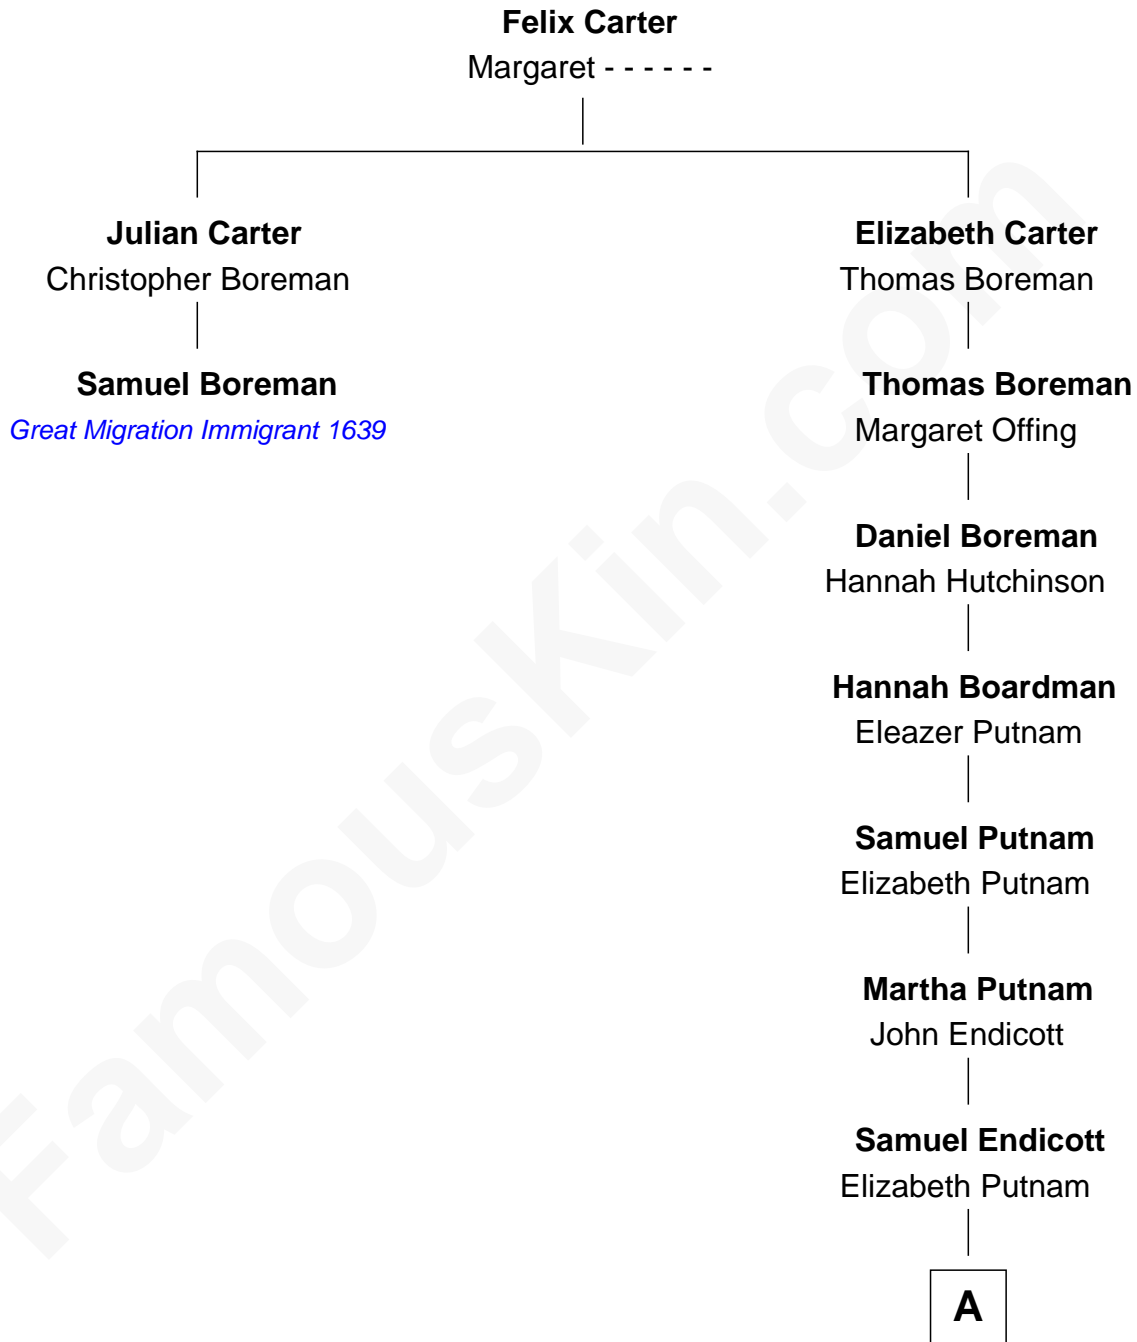 Felix Carter
Margaret - - - - - -
Julian Carter
Christopher Boreman
Samuel Boreman
Great Migration Immigrant 1639
Elizabeth Carter
Thomas Boreman
Thomas Boreman
Margaret Offing
Daniel Boreman
Hannah Hutchinson
Hannah Boardman
Eleazer Putnam
Samuel Putnam
Elizabeth Putnam
Martha Putnam
John Endicott
Samuel Endicott
Elizabeth Putnam
A
FamousKin.com